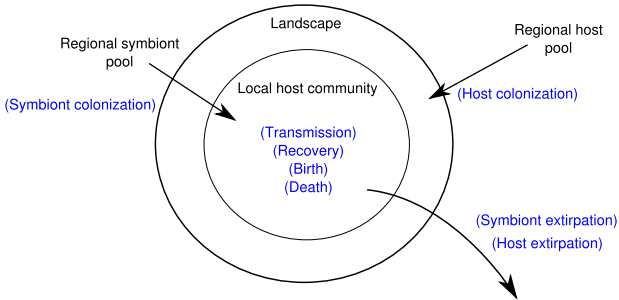 Landscape
Regional symbiont
pool
Regional host
pool
(Symbiont colonization)
Local host community
(Host colonization)
(Transmission)
(Recovery)
(Birth)
(Death)
(Symbiont extirpation)
(Host extirpation)